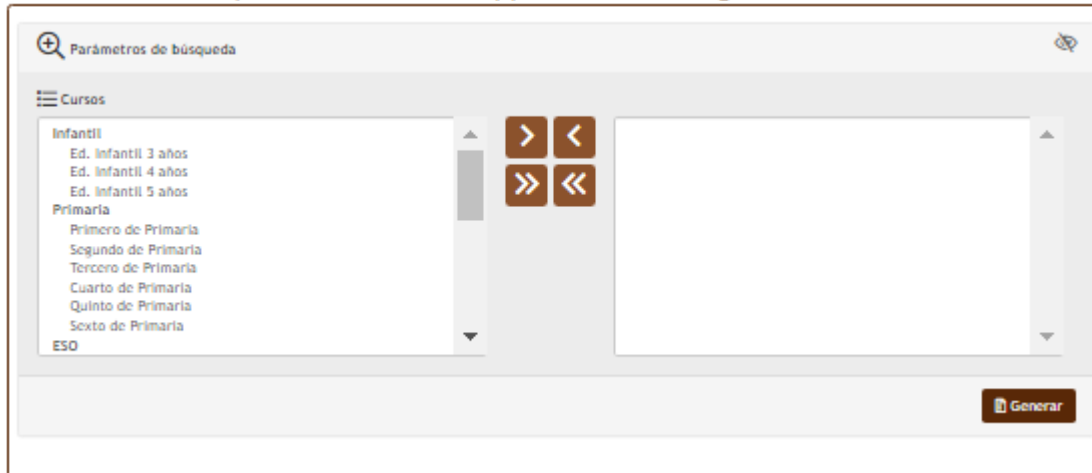 Parámetros de búsqueda
Cursos
Infantil
Ed. Infantil 3 años
Ed. Infantil 4 años
Ed. Infantil 5 años
Primaria
Primero de Primaria
Segundo de Primaria
Tercero de Primaria
Cuarto de Primaria
Quinto de Primaria
Sexto de Primaria
ESO
Generar